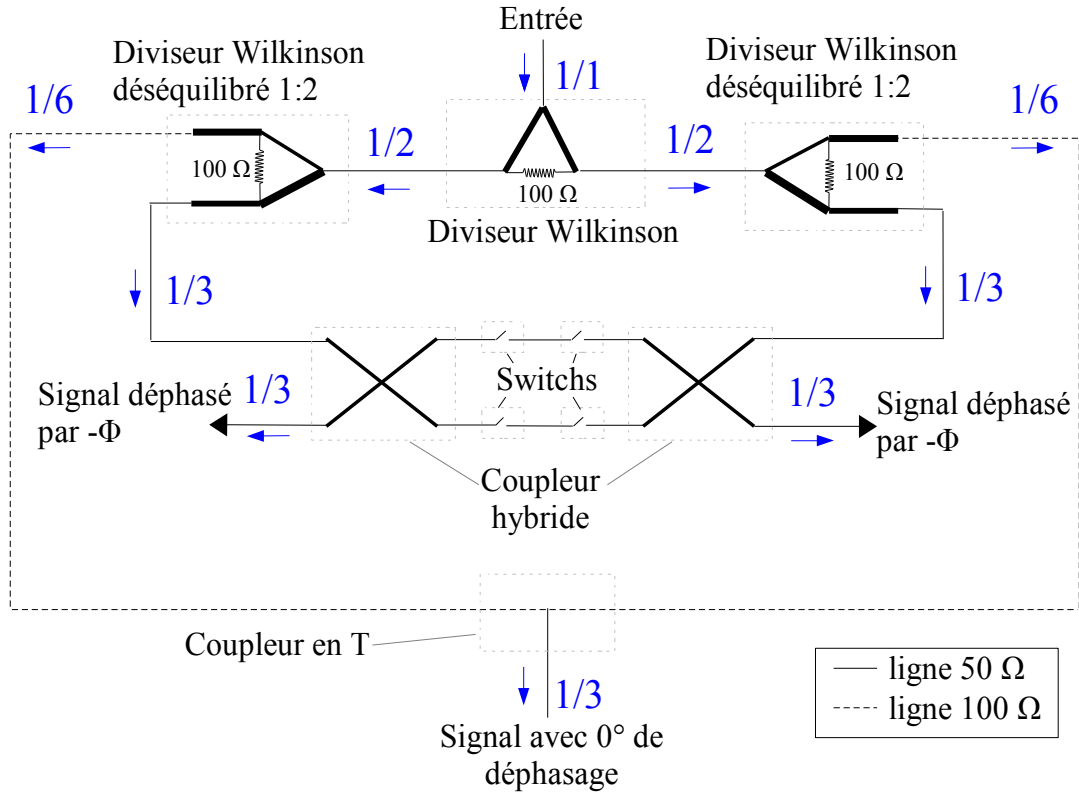 Entrée
Diviseur Wilkinson
déséquilibré 1:2
Diviseur Wilkinson
déséquilibré 1:2
1/6
1/1
1/6
1/2
1/2
100 Ω
100 Ω
100 Ω
Diviseur Wilkinson
1/3
1/3
Switchs
Signal déphasé
par -Φ
1/3
1/3
Signal déphasé
par -Φ
Coupleur
hybride
Coupleur en T
1/3
Signal avec 0° de
déphasage
ligne 50 Ω
ligne 100 Ω